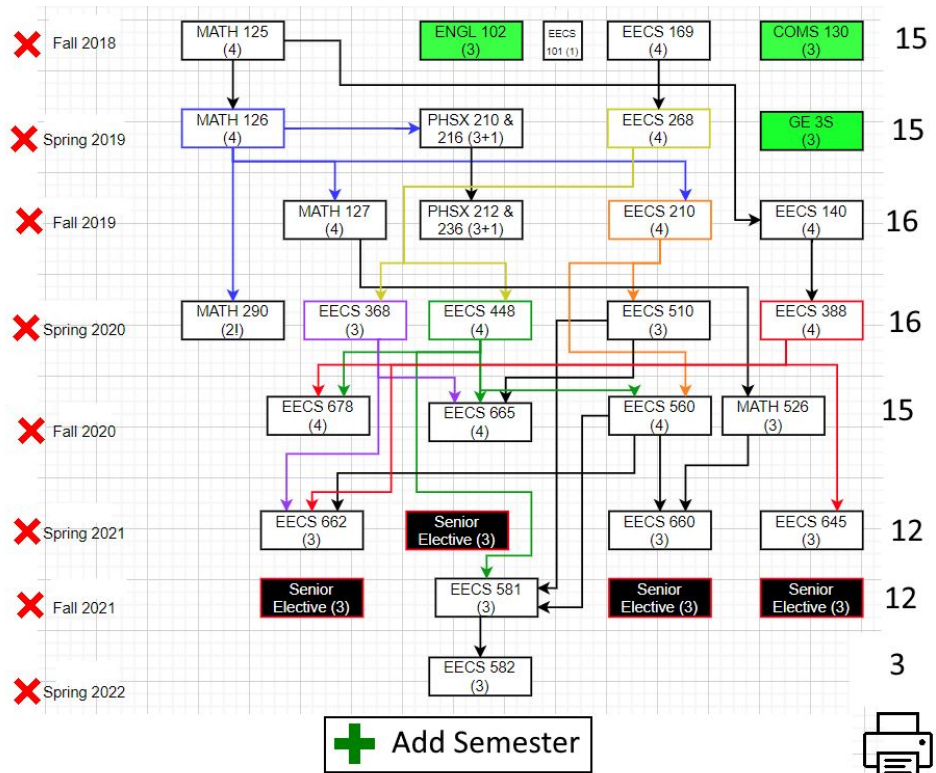 Fall 2018
MATH 125
(4)
ENGL 102
(3)
EECS
101 (1)
EECS 169
(4)
COMS 130
(3)
15
Spring 2019
MATH 126
(4)
PHSX 210 &
216 (3+1)
EECS 268
(4)
GE 3S
(3)
15
Fall 2019
MATH 127
(4)
PHSX 212 &
236 (3+1)
EECS 210
(4)
EECS 140
(4)
16
Spring 2020
MATH 290
(2!)
EECS 368
(3)
EECS 448
(4)
EECS 510
(3)
EECS 388
(4)
16
Fall 2020
EECS 678
(4)
EECS 665
(4)
EECS 560
(4)
MATH 526
(3)
15
Spring 2021
EECS 662
(3)
Senior
Elective (3)
EECS 660
(3)
EECS 645
(3)
12
Fall 2021
Senior
Elective (3)
EECS 581
(3)
Senior
Elective (3)
Senior
Elective (3)
12
Spring 2022
EECS 582
(3)
3
Add Semester